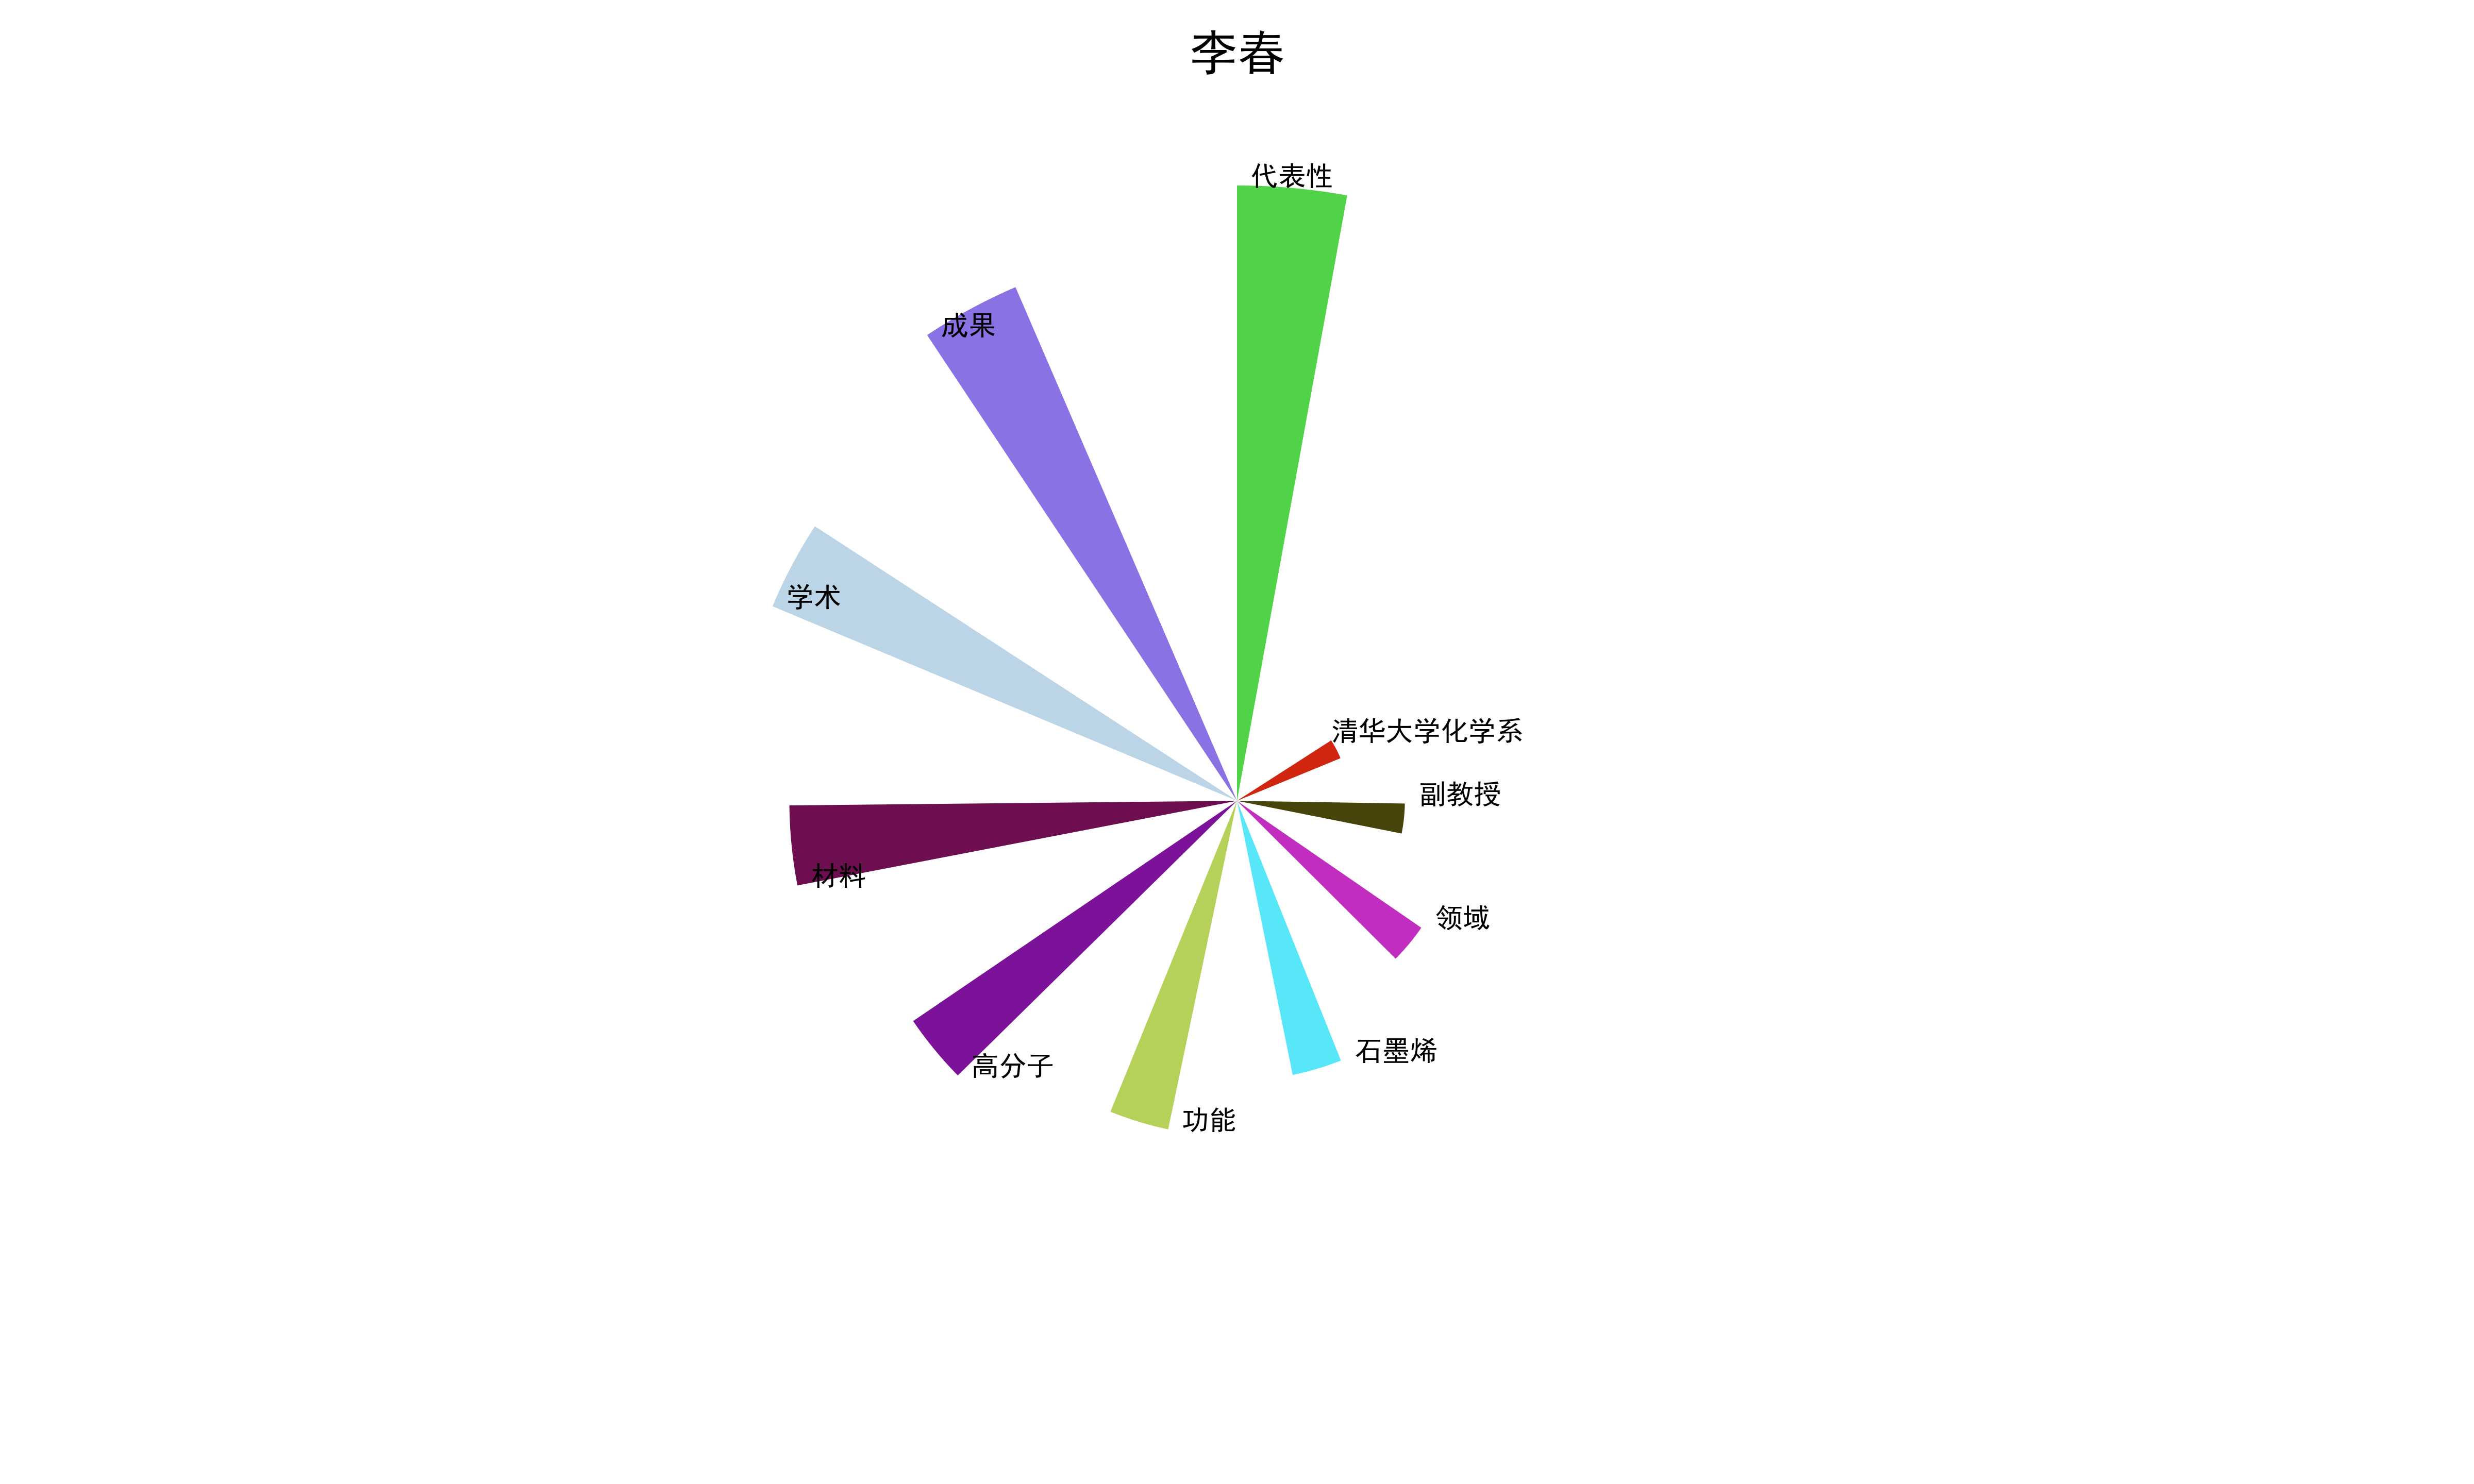 李春
代表性
成果
学术
清华大学化学系
副教授
材料
领域
石墨烯
高分子
功能